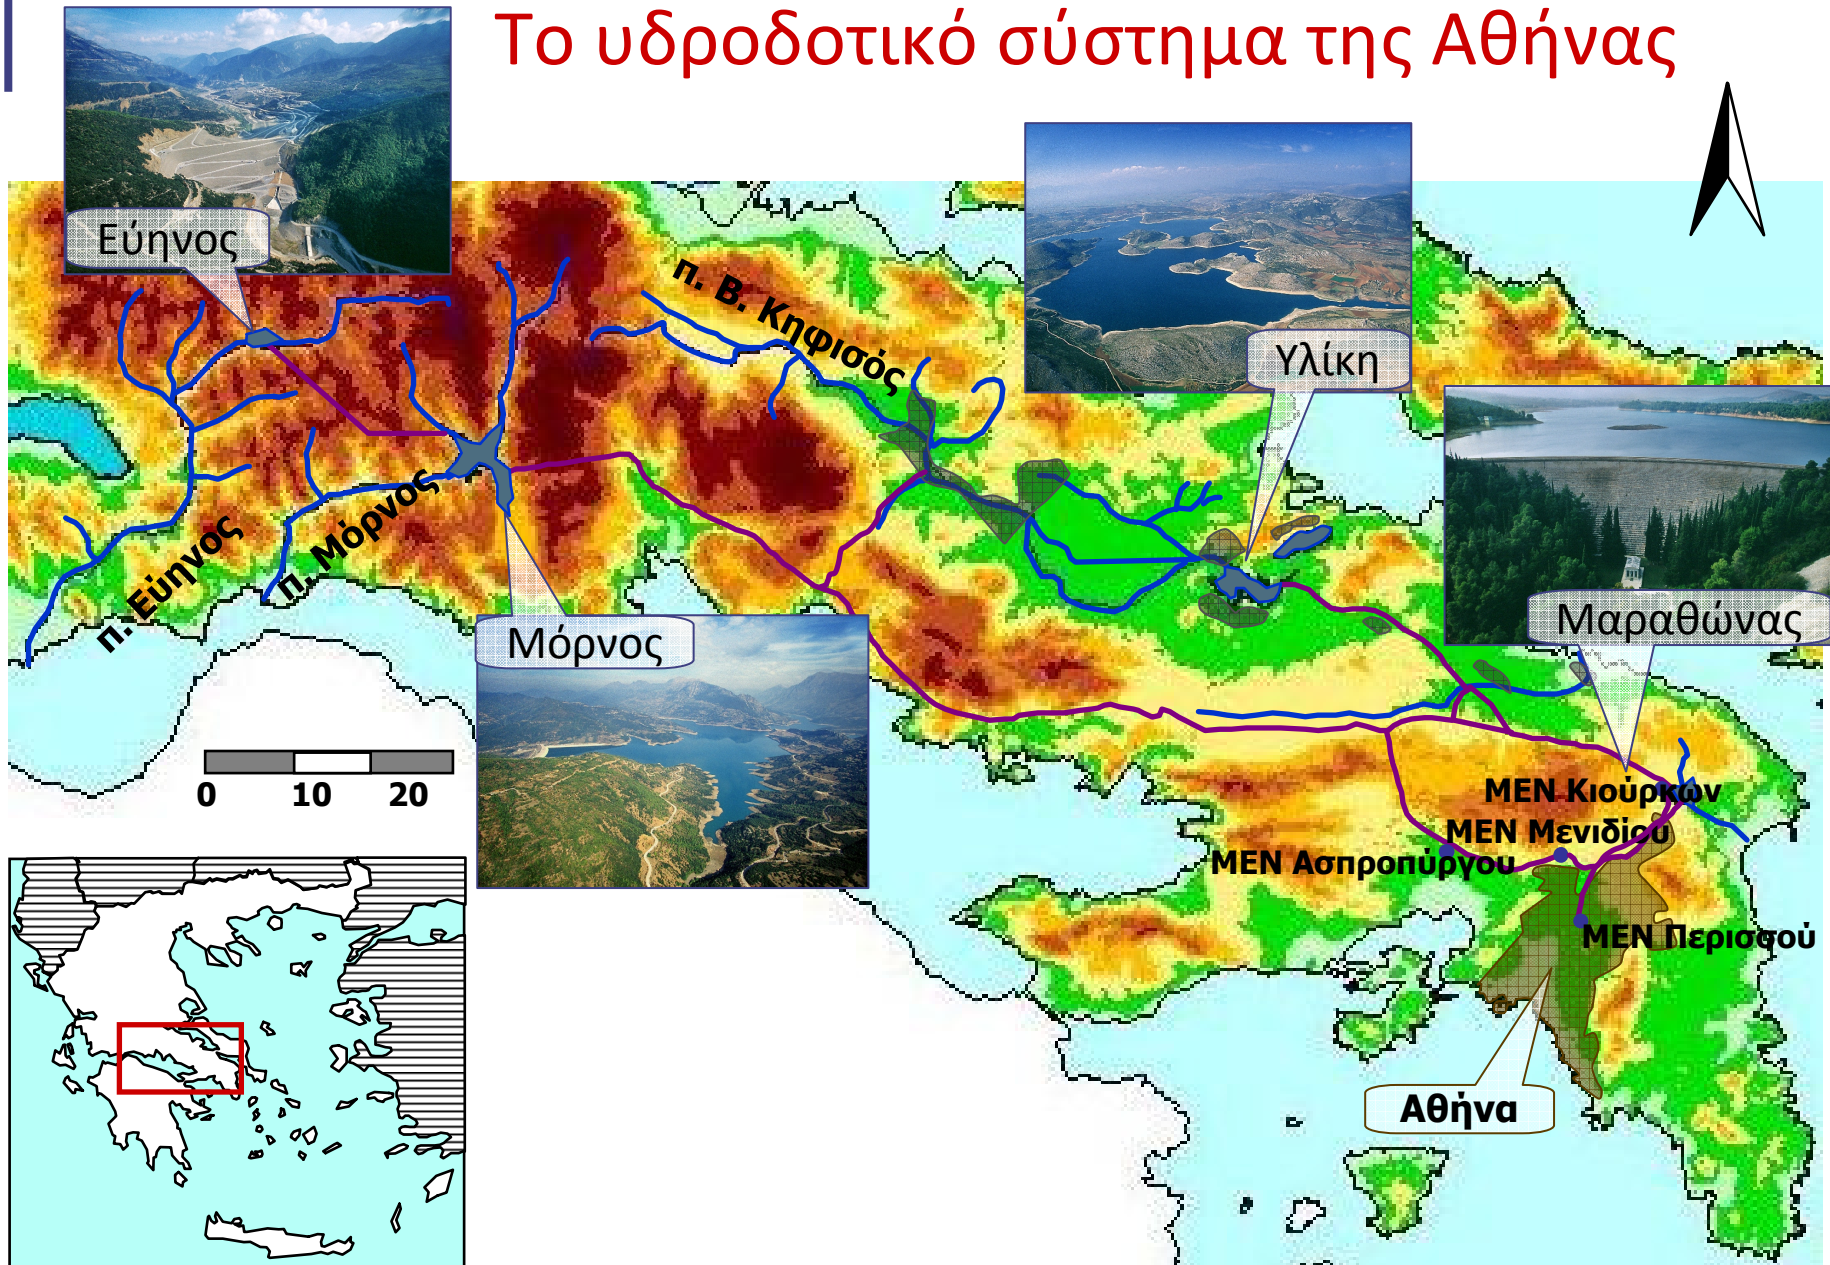 Το υδροδοτικό σύστημα της Αθήνας
Εύηνος
π. Β. Κηφισός
Υλίκη
Μαραθώνας
π. Εύηνος
π. Μόρνος
Μόρνος
0 10 20
ΜΕΝ Κιούρκων
ΜΕΝ Μενιδίου
ΜΕΝ Ασπροπύργου
ΜΕΝ Περισσού
Αθήνα